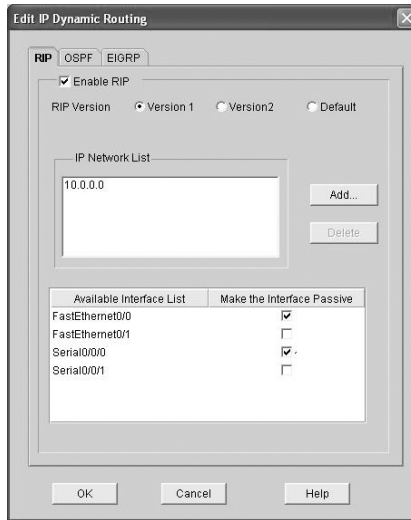 Edit IP Dynamic Routing
RIP OSPF EIGRP
Enable RIP
RIP Version Version 1 Version2 Default
IP Network List
10.0.0.0
Add...
Delete
Available Interface List Make the Interface Passive
FastEthernet0/0
FastEthernet0/1
Serial0/0/0
Serial0/0/1
OK Cancel Help